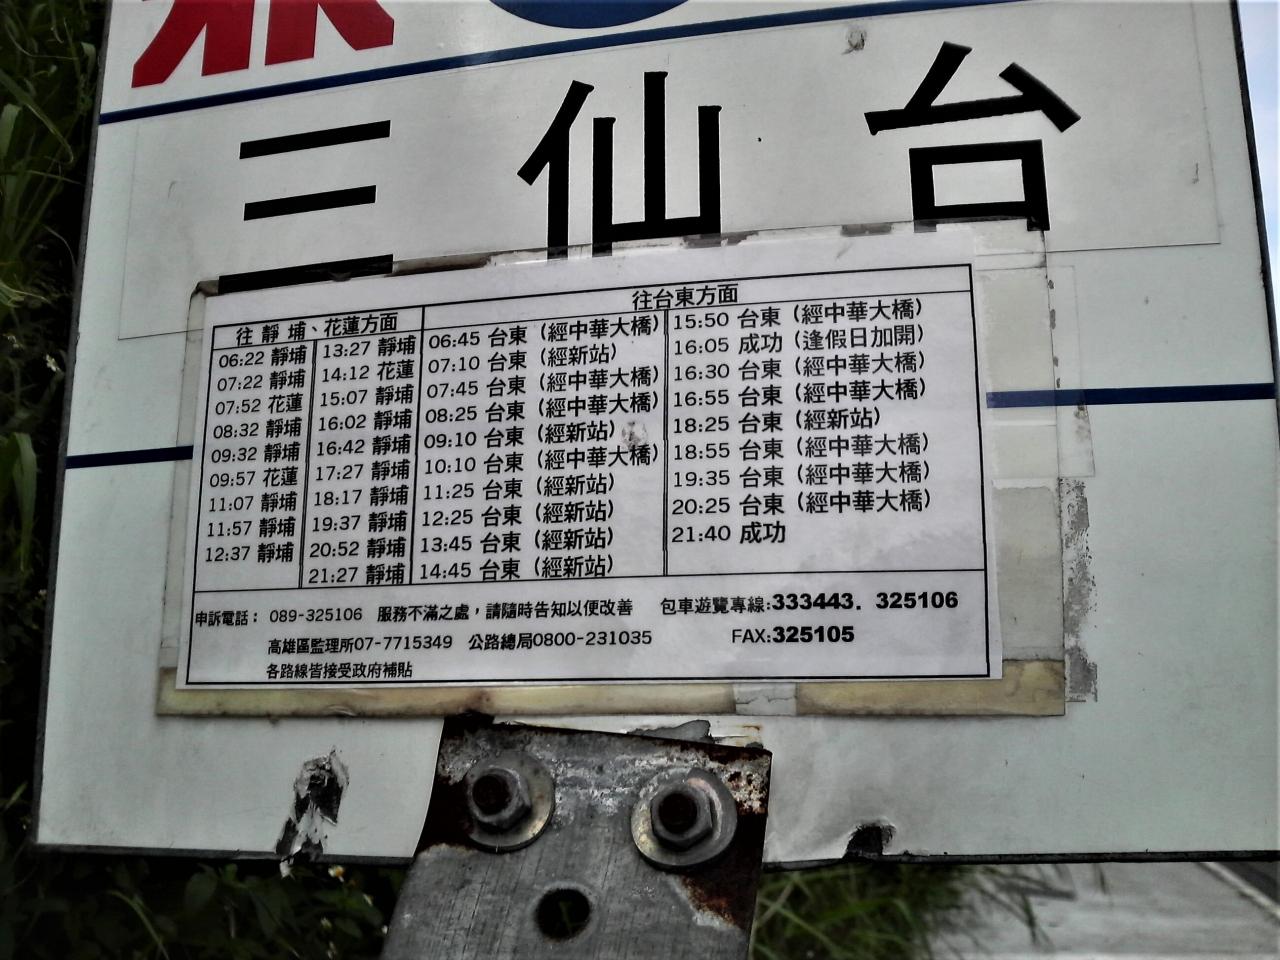 三仙台
往 靜 埔、花蓮方面
06:22 靜埔
07:22 靜埔
07:52 花蓮
08:32 靜埔
09:32 靜埔
09:57 花蓮
11:07 靜埔
11:57 靜埔
12:37 靜埔
13:27 靜埔
14:12 花蓮
15:07 靜埔
16:02 靜埔
16:42 靜埔
17:27 靜埔
18:17 靜埔
19:37 靜埔
20:52 靜埔
21:27 靜埔
往台東方面
06:45 台東（經中華大橋）
07:10 台東（經新站）
07:45 台東（經中華大橋）
08:25 台東（經中華大橋）
09:10 台東（經新站）
10:10 台東（經中華大橋）
11:25 台東（經新站）
12:25 台東（經新站）
13:45 台東（經新站）
14:45 台東（經新站）
15:50 台東（經中華大橋）
16:05 成功（逢假日加開）
16:30 台東（經中華大橋）
16:55 台東（經中華大橋）
18:25 台東（經新站）
18:55 台東（經中華大橋）
19:35 台東（經中華大橋）
20:25 台東（經中華大橋）
21:40 成功
申訴電話： 089-325106 服務不滿之處，請隨時告知以便改善 包車遊覽專線:333443. 325106
高雄區監理所07-7715349 公路總局0800-231035 FAX:325105
各路線皆接受政府補貼